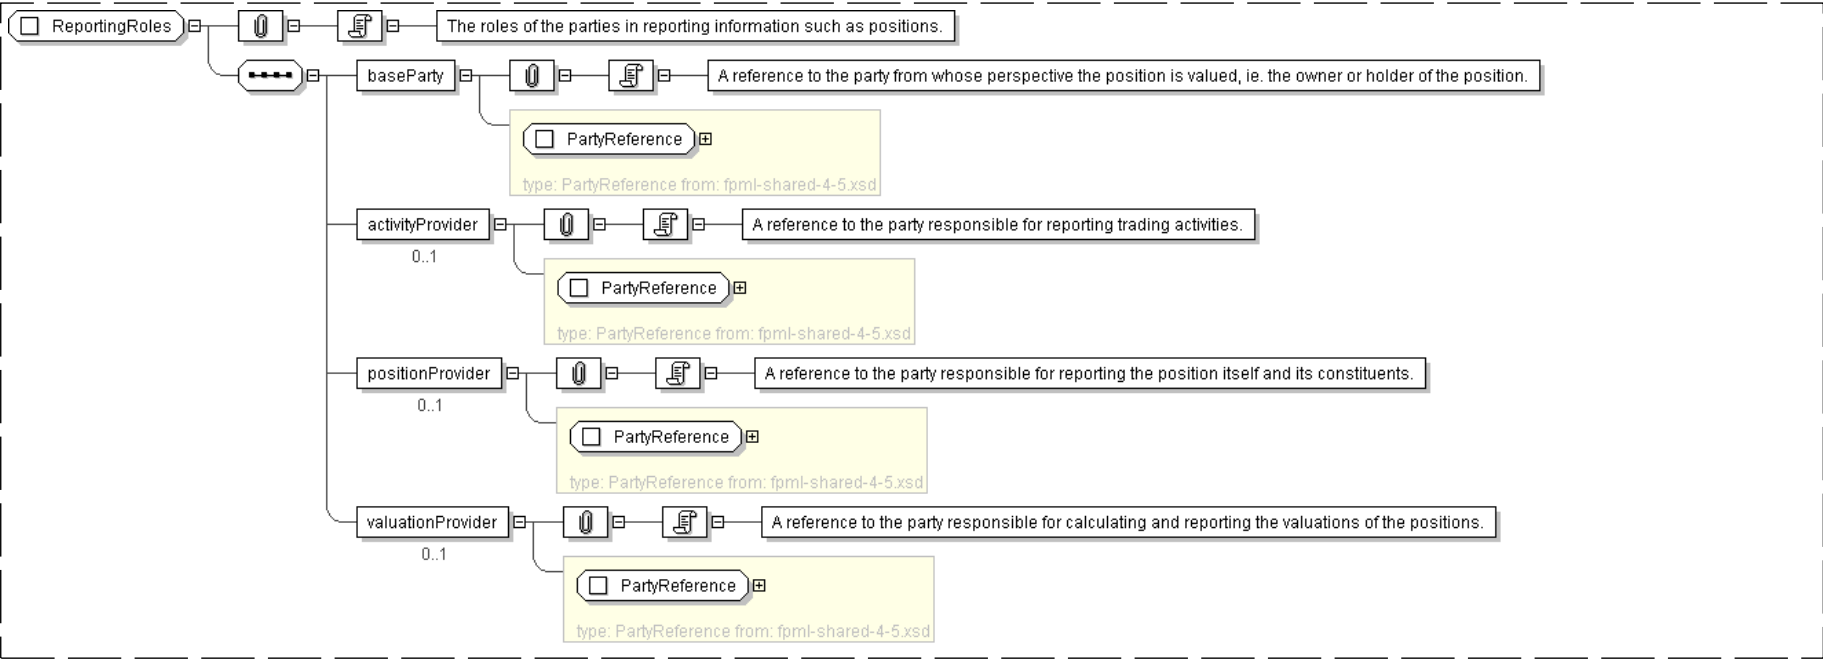 ReportingRoles
The roles of the parties in reporting information such as positions.
baseParty
A reference to the party from whose perspective the position is valued, ie. the owner or holder of the position.
PartyReference
type: PartyReference from: fpml-shared-4-5.xsd
activityProvider
A reference to the party responsible for reporting trading activities.
0..1
PartyReference
type: PartyReference from: fpml-shared-4-5.xsd
positionProvider
A reference to the party responsible for reporting the position itself and its constituents.
0..1
PartyReference
type: PartyReference from: fpml-shared-4-5.xsd
valuationProvider
A reference to the party responsible for calculating and reporting the valuations of the positions.
0..1
PartyReference
type: PartyReference from: fpml-shared-4-5.xsd